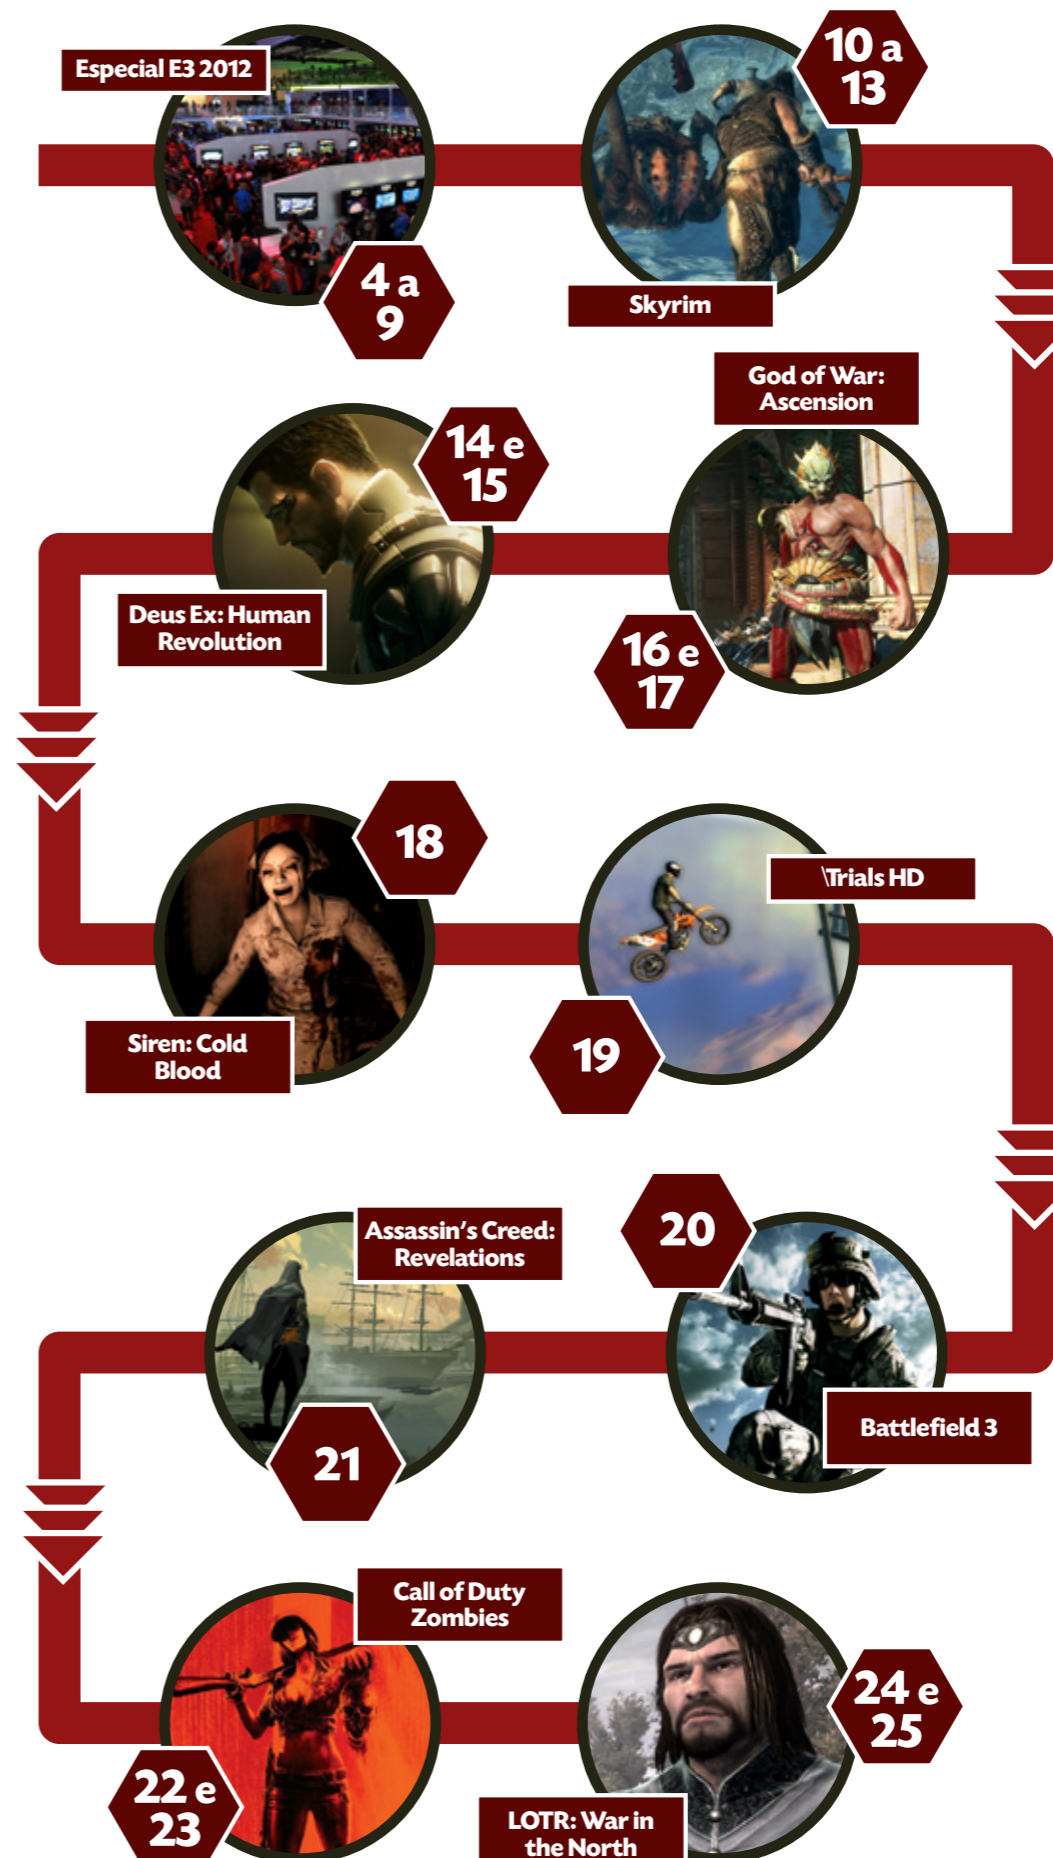 Especial E3 2012
4 a
9
10 a
13
Skyrim
God of War:
Ascension
16 e
17
14 e
15
Deus Ex: Human
Revolution
18
Siren: Cold
Blood
\Trials HD
19
20
Battlefield 3
Assassin's Creed:
Revelations
21
Call of Duty
Zombies
22 e
23
24 e
25
LOTR: War in
the North